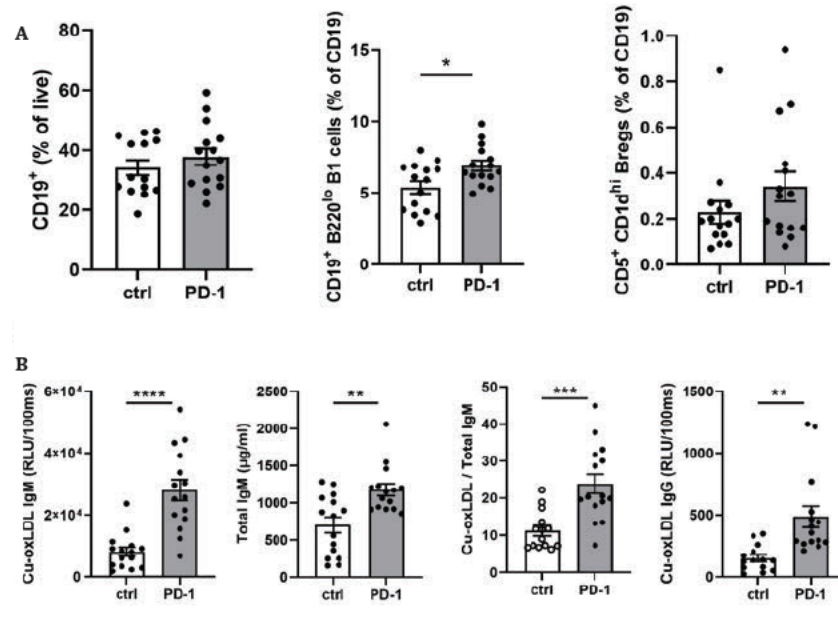 A
CD19⁺ (% of live)
80
60
40
20
0
ctrl
PD-1
CD19⁺ B220ˡᵒ B1 cells (% of CD19)
15
10
5
0
*
ctrl
PD-1
CD5⁺ CD1dʰⁱ Bregs (% of CD19)
1.0
0.8
0.6
0.4
0.2
0.0
ctrl
PD-1
B
Cu-oxLDL IgM (RLU/100ms)
6×10⁴
4×10⁴
2×10⁴
0
****
ctrl
PD-1
Total IgM (µg/ml)
2500
2000
1500
1000
500
0
**
ctrl
PD-1
Cu-oxLDL / Total IgM
50
40
30
20
10
0
***
ctrl
PD-1
Cu-oxLDL IgG (RLU/100ms)
1500
1000
500
0
**
ctrl
PD-1